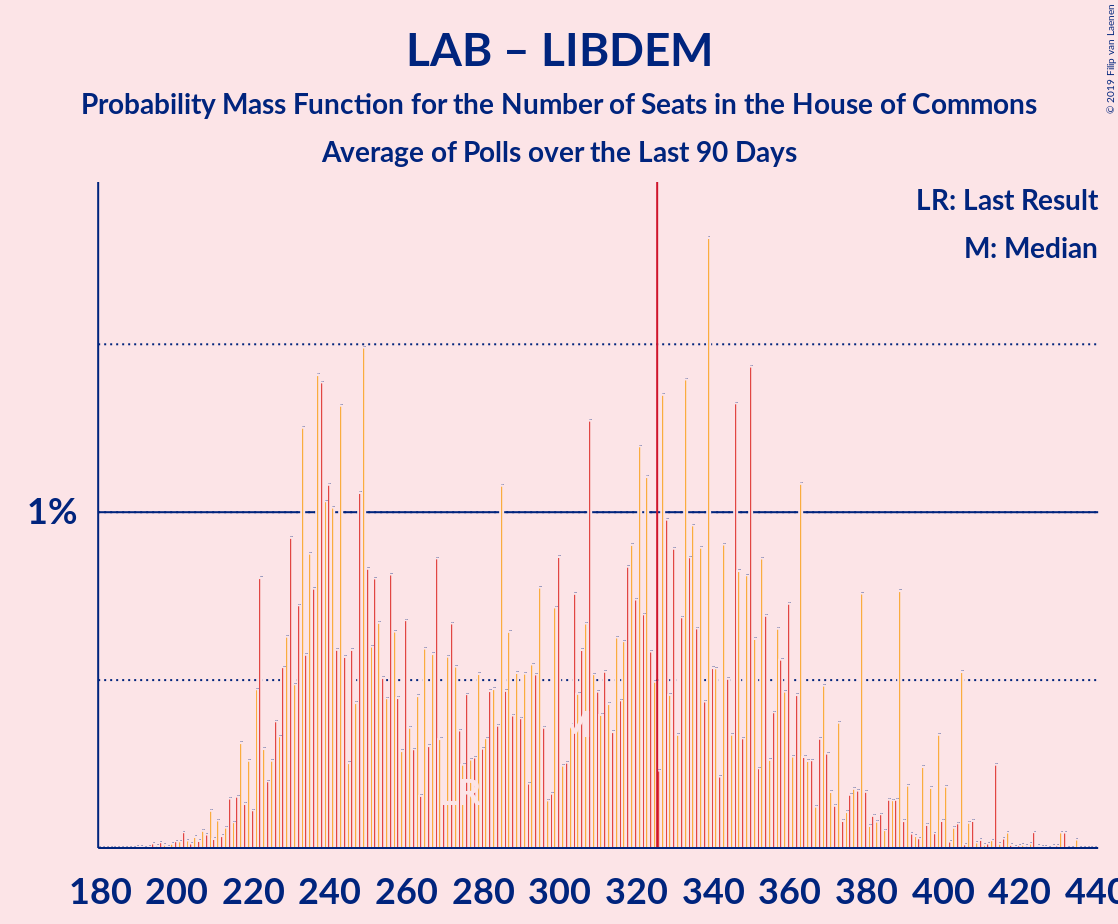 LAB – LIBDEM
Probability Mass Function for the Number of Seats in the House of Commons
Average of Polls over the Last 90 Days
© 2019 Filip van Laenen
LR: Last Result
M: Median
1%
LR
M
180 200 220 240 260 280 300 320 340 360 380 400 420 440